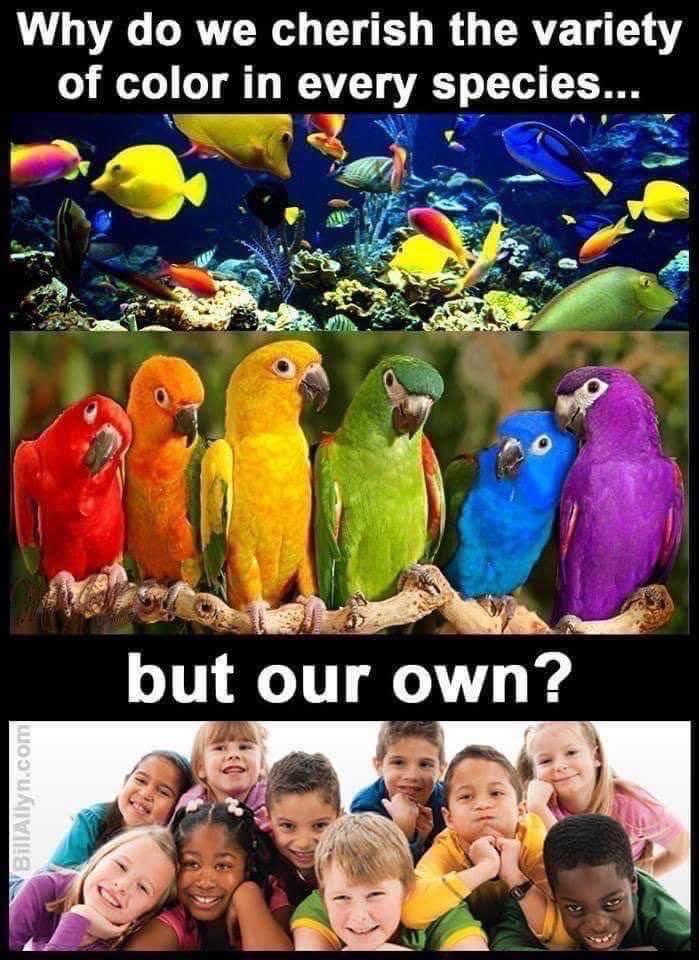 Why do we cherish the variety
of color in every species...
but our own?
BillAllyn.com